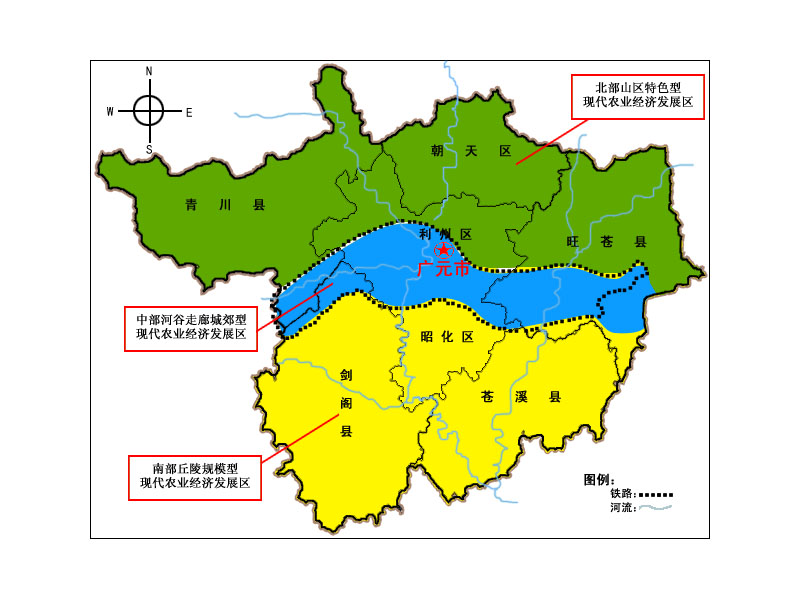 N
W E
S
北部山区特色型
现代农业经济发展区
朝天区
青川县
利州区
旺苍县
广元市
中部河谷走廊城郊型
现代农业经济发展区
昭化区
剑阁县
苍溪县
南部丘陵规模型
现代农业经济发展区
图例：
铁路：
河流：